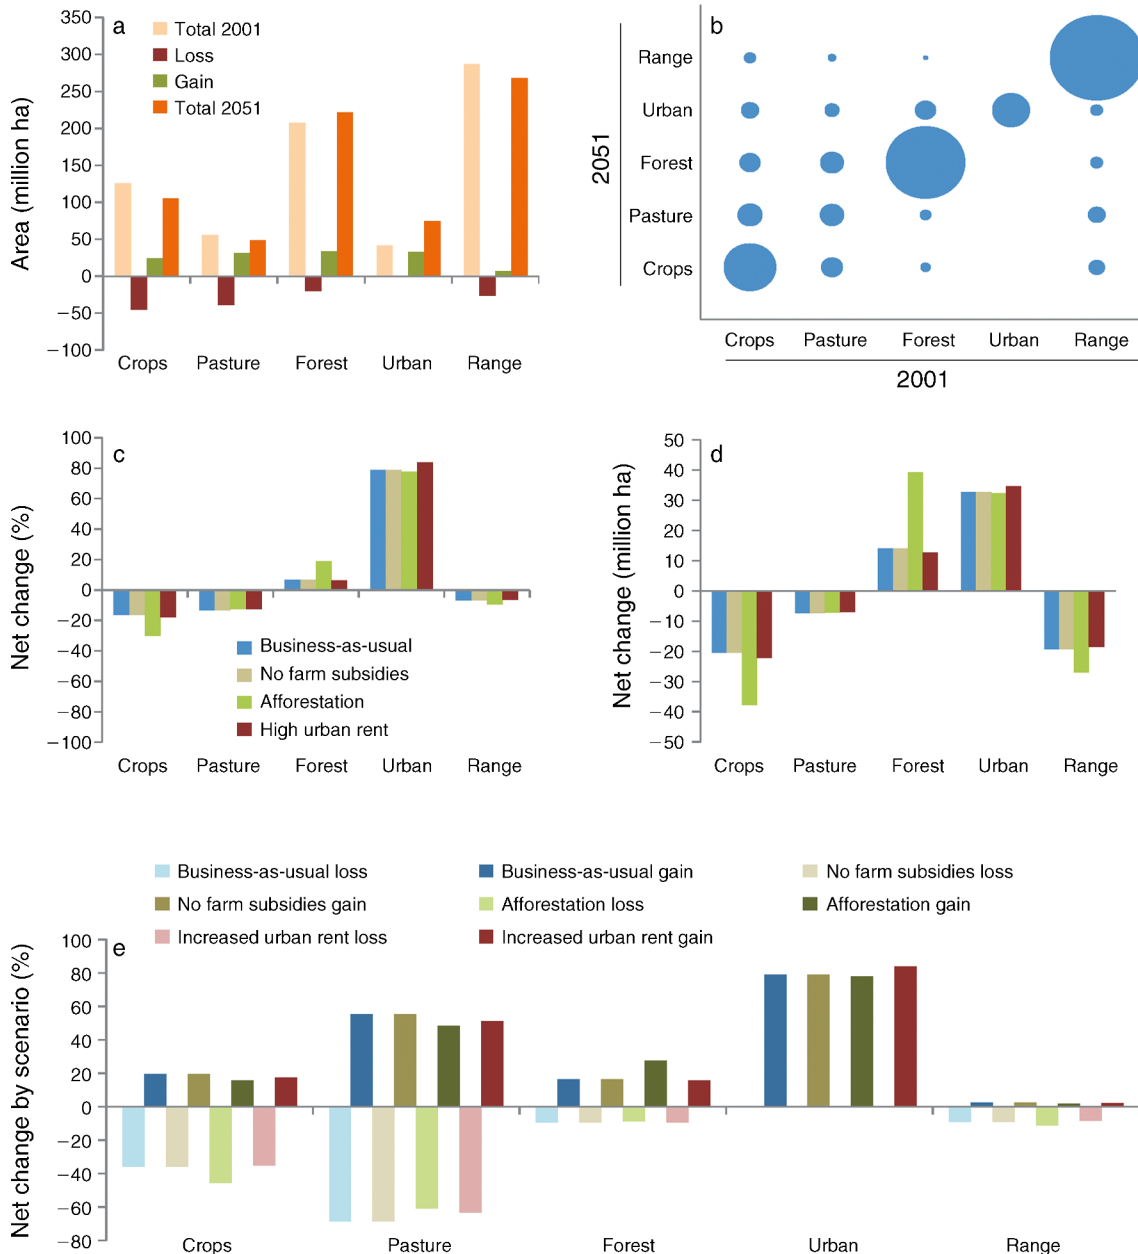 a
Total 2001
Loss
Gain
Total 2051
Area (million ha)
350
300
250
200
150
100
50
0
−50
−100
Crops Pasture Forest Urban Range
b
2051
Range
Urban
Forest
Pasture
Crops
Crops Pasture Forest Urban Range
2001
c
Net change (%)
100
80
60
40
20
0
−20
−40
−60
−80
−100
Business-as-usual
No farm subsidies
Afforestation
High urban rent
Crops Pasture Forest Urban Range
d
Net change (million ha)
50
40
30
20
10
0
−10
−20
−30
−40
−50
Crops Pasture Forest Urban Range
Business-as-usual loss Business-as-usual gain No farm subsidies loss
No farm subsidies gain Afforestation loss Afforestation gain
Increased urban rent loss Increased urban rent gain
e
Net change by scenario (%)
100
80
60
40
20
0
−20
−40
−60
−80
Crops Pasture Forest Urban Range